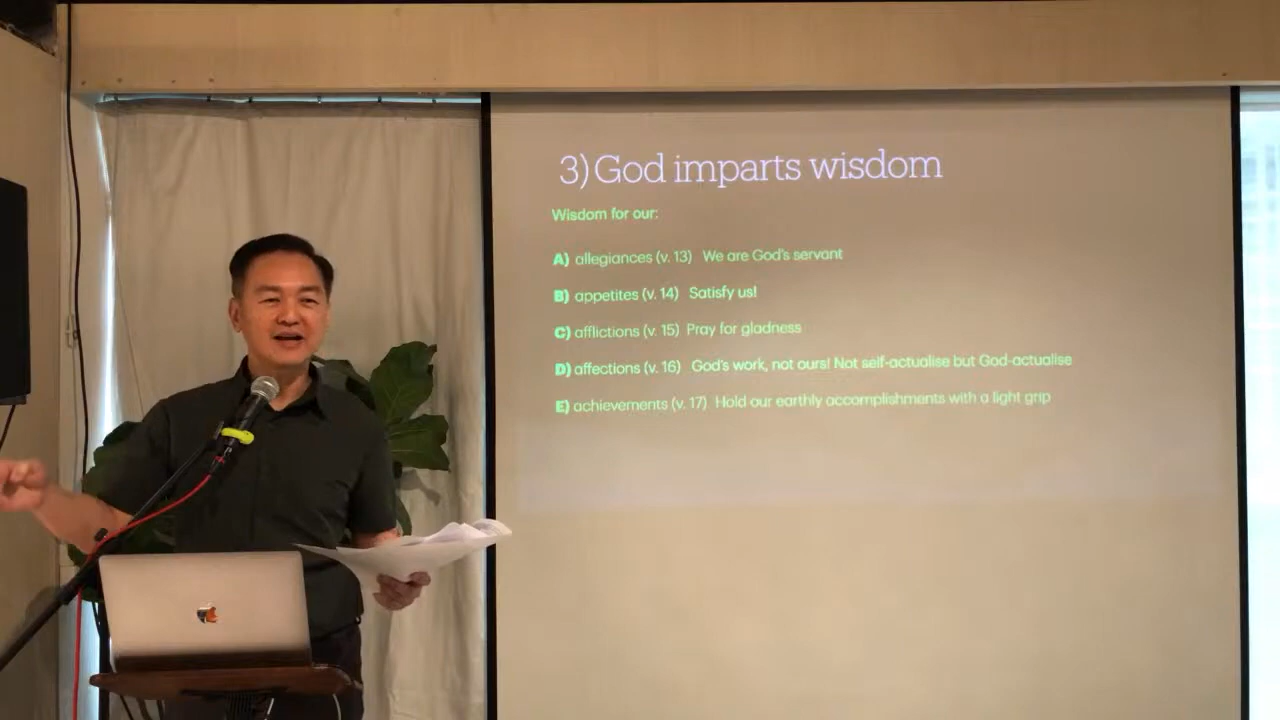 3) God imparts wisdom
Wisdom for our:
A) allegiances (v. 13) We are God's servant
B) appetites (v. 14) Satisfy us!
C) afflictions (v. 15) Pray for gladness
D) affections (v. 16) God's work, not ours! Not self-actualise but God-actualise
E) achievements (v. 17) Hold our earthly accomplishments with a light grip